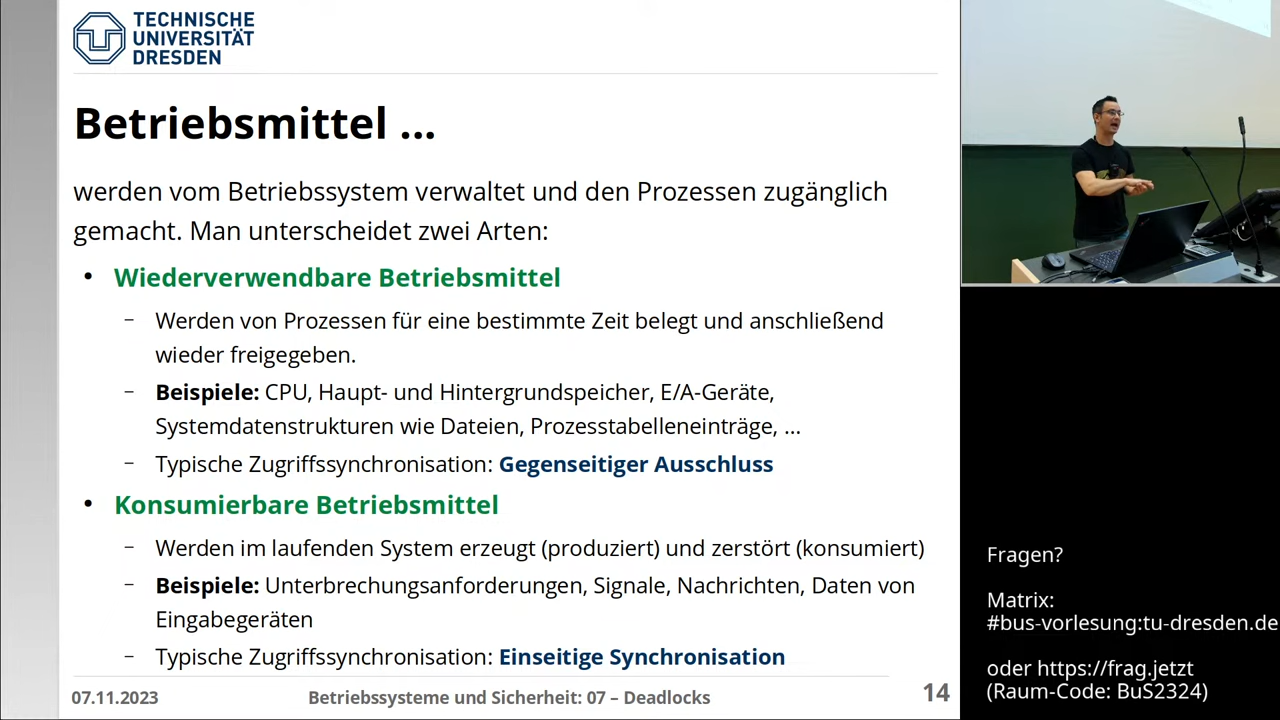 TECHNISCHE
UNIVERSITÄT
DRESDEN
Betriebsmittel ...
werden vom Betriebssystem verwaltet und den Prozessen zugänglich
gemacht. Man unterscheidet zwei Arten:
• Wiederverwendbare Betriebsmittel
– Werden von Prozessen für eine bestimmte Zeit belegt und anschließend
wieder freigegeben.
– Beispiele: CPU, Haupt- und Hintergrundspeicher, E/A-Geräte,
Systemdatenstrukturen wie Dateien, Prozesstabelleneinträge, ...
– Typische Zugriffssynchronisation: Gegenseitiger Ausschluss
• Konsumierbare Betriebsmittel
– Werden im laufenden System erzeugt (produziert) und zerstört (konsumiert)
– Beispiele: Unterbrechungsanforderungen, Signale, Nachrichten, Daten von
Eingabegeräten
– Typische Zugriffssynchronisation: Einseitige Synchronisation
07.11.2023 Betriebssysteme und Sicherheit: 07 – Deadlocks 14
Fragen?
Matrix:
#bus-vorlesung:tu-dresden.de
oder https://frag.jetzt
(Raum-Code: BuS2324)